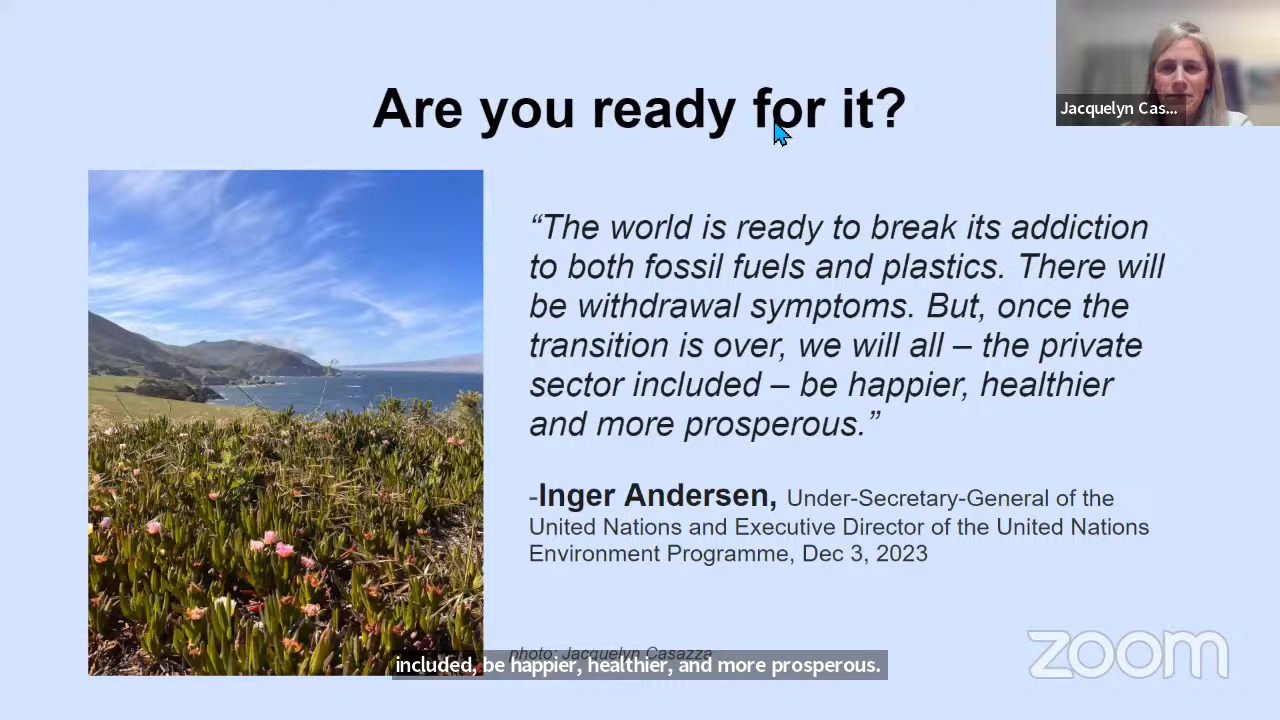 Are you ready for it?
Jacquelyn Cas...
“The world is ready to break its addiction
to both fossil fuels and plastics. There will
be withdrawal symptoms. But, once the
transition is over, we will all – the private
sector included – be happier, healthier
and more prosperous.”
-Inger Andersen, Under-Secretary-General of the
United Nations and Executive Director of the United Nations
Environment Programme, Dec 3, 2023
photo: Jacquelyn Casazza
included, be happier, healthier, and more prosperous.
zoom